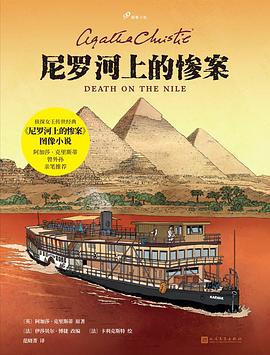 Agatha Christie
尼罗河上的惨案
DEATH ON THE NILE
侦探女王传世经典
《尼罗河上的惨案》
图像小说
阿加莎·克里斯蒂
曾外孙
亲笔推荐
KARNAK
〔英〕阿加莎·克里斯蒂 原著
〔法〕伊莎贝尔·博捷 改编 〔法〕卡利克斯特 绘
范晓菁 译
人民文学出版社